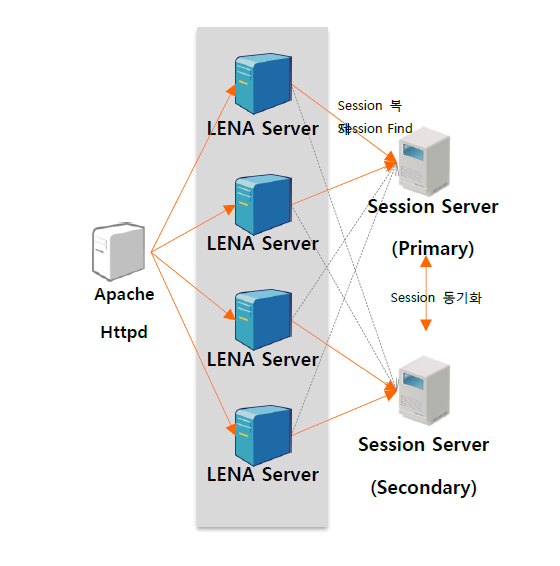 Session 복
제
Session Find
LENA Server
Session Server
(Primary)
LENA Server
Apache
Httpd
Session 동기화
LENA Server
Session Server
(Secondary)
LENA Server